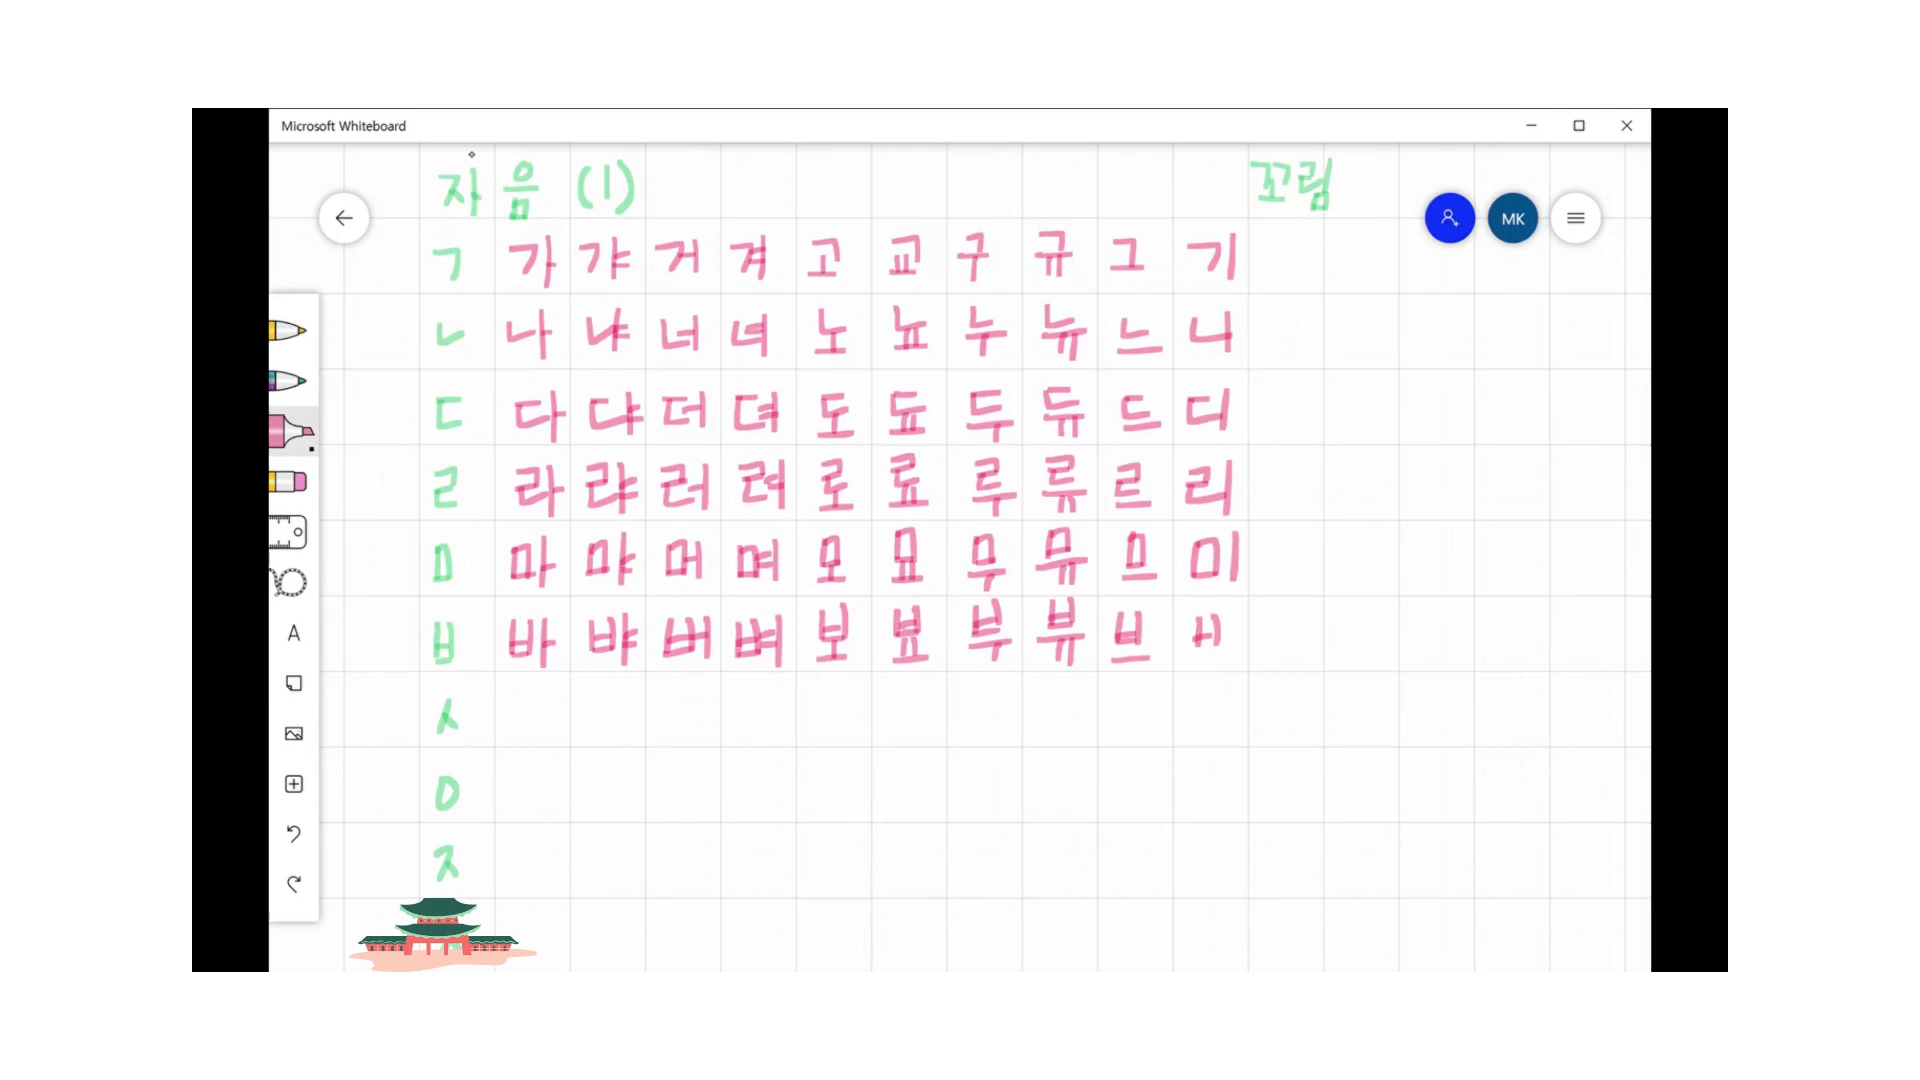 Microsoft Whiteboard
자음 (1) 꼬림
MK
ㄱ 가 갸 거 겨 고 교 구 규 그 기
ㄴ 나 냐 너 녀 노 뇨 누 뉴 느 니
ㄷ 다 댜 더 뎌 도 됴 두 듀 드 디
ㄹ 라 랴 러 려 로 료 루 류 르 리
ㅁ 마 먀 머 며 모 묘 무 뮤 므 미
ㅂ 바 뱌 버 벼 보 뵤 부 뷰 브
ㅅ
ㅇ
ㅈ